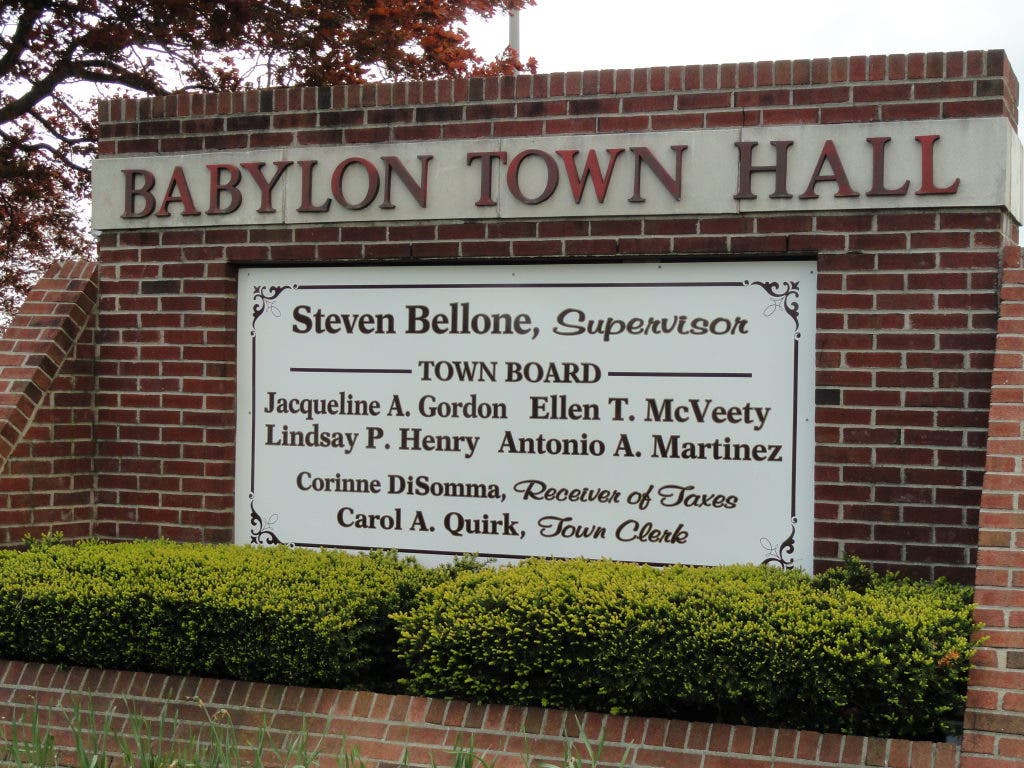 BABYLON TOWN HALL
Steven Bellone, Supervisor
TOWN BOARD
Jacqueline A. Gordon Ellen T. McVeety
Lindsay P. Henry Antonio A. Martinez
Corinne DiSomma, Receiver of Taxes
Carol A. Quirk, Town Clerk